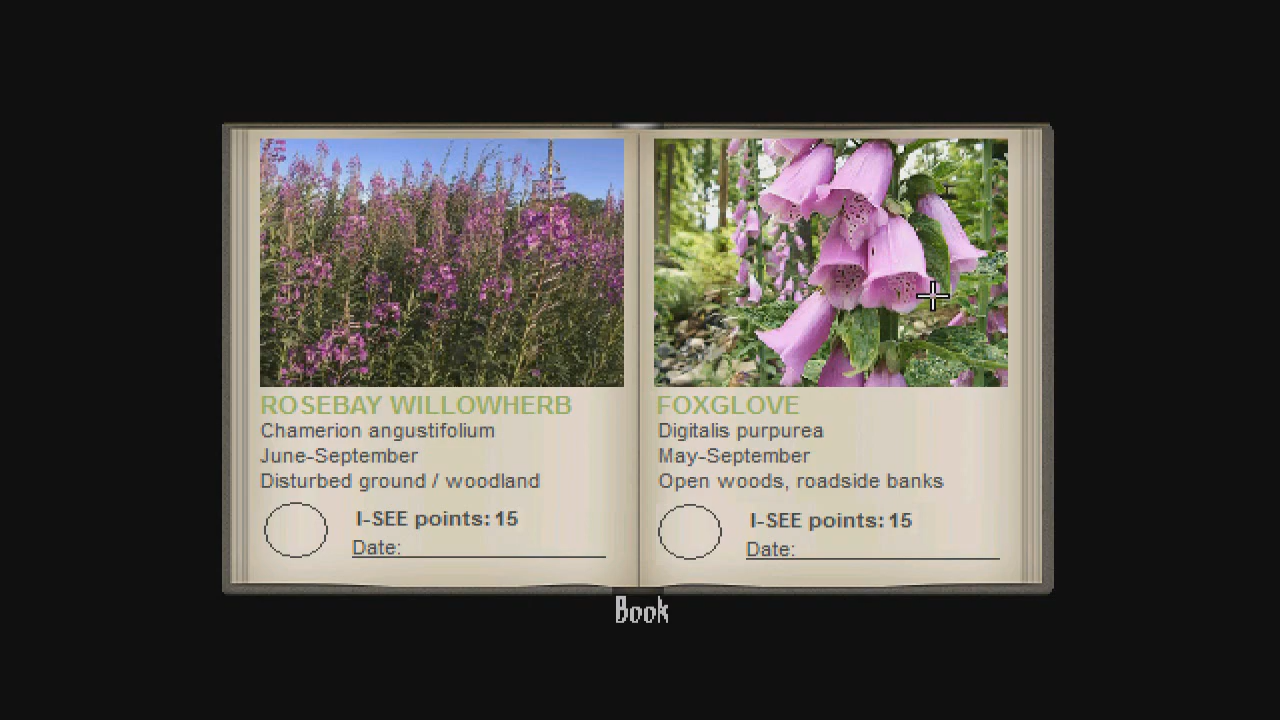 ROSEBAY WILLOWHERB
Chamerion angustifolium
June-September
Disturbed ground / woodland
I-SEE points: 15
Date:
FOXGLOVE
Digitalis purpurea
May-September
Open woods, roadside banks
I-SEE points: 15
Date:
Book